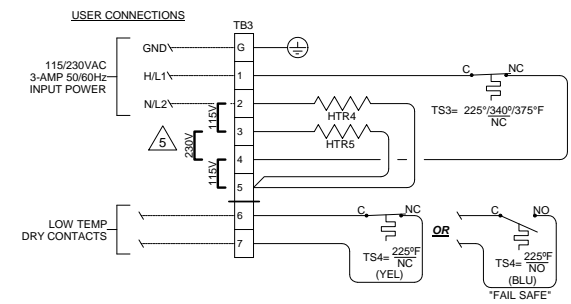 USER CONNECTIONS
TB3
GND
G
115/230VAC
3-AMP 50/60Hz
INPUT POWER
H/L1
1
C
NC
TS3= 225°/340°/375°F
NC
N/L2
2
115V
HTR4
3
5
230V
HTR5
4
115V
5
LOW TEMP
DRY CONTACTS
6
C
NC
OR
C
NO
7
TS4= 225ºF
NC
(YEL)
TS4= 225ºF
NO
(BLU)
"FAIL SAFE"